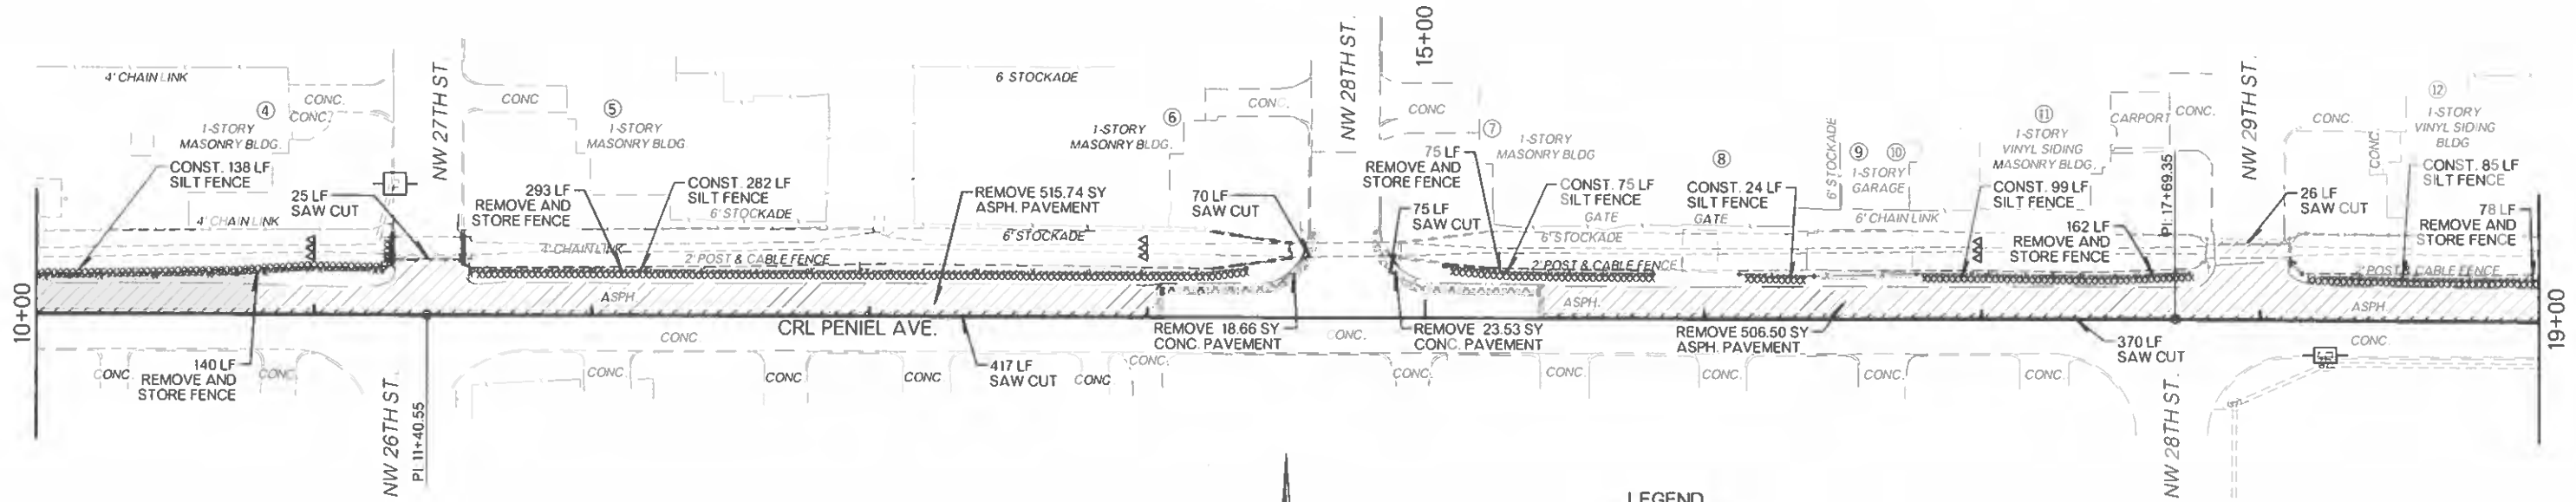 4' CHAIN LINK
④
CONC.
CONC.
1-STORY
MASONRY BLDG.
CONST. 138 LF
SILT FENCE
25 LF
SAW CUT
4' CHAIN LINK
10+00
140 LF
REMOVE AND
STORE FENCE
CONC.
CONC.
NW 26TH ST.
PI: 11+40.55
NW 27TH ST.
CONC
⑤
1-STORY
MASONRY BLDG.
293 LF
REMOVE AND
STORE FENCE
CONST. 282 LF
SILT FENCE
6' STOCKADE
4' CHAIN LINK
2' POST & CABLE FENCE
ASPH
CRL PENIEL AVE.
CONC
CONC.
CONC
CONC
CONC
417 LF
SAW CUT
6 STOCKADE
REMOVE 515.74 SY
ASPH. PAVEMENT
6' STOCKADE
1-STORY
MASONRY BLDG.
⑥
CONC.
70 LF
SAW CUT
REMOVE 18.66 SY
CONC. PAVEMENT
CONC.
NW 28TH ST.
15+00
CONC
75 LF
REMOVE AND
STORE FENCE
75 LF
SAW CUT
⑦
1-STORY
MASONRY BLDG
CONST. 75 LF
SILT FENCE
GATE
6' STOCKADE
2' POST & CABLE FENCE
ASPH.
REMOVE 23.53 SY
CONC. PAVEMENT
CONC.
CONC.
CONC
⑧
CONST. 24 LF
SILT FENCE
GATE
REMOVE 506.50 SY
ASPH. PAVEMENT
CONC.
CONC.
CONC
6' STOCKADE
⑨
⑩
1-STORY
GARAGE
6' CHAIN LINK
⑪
1-STORY
VINYL SIDING
MASONRY BLDG.
CONST. 99 LF
SILT FENCE
162 LF
REMOVE AND
STORE FENCE
CARPORT
CONC.
PI: 17+69.35
NW 29TH ST.
26 LF
SAW CUT
CONC.
CONC.
⑫
1-STORY
VINYL SIDING
BLDG
CONST. 85 LF
SILT FENCE
78 LF
REMOVE AND
STORE FENCE
2' POST & CABLE FENCE
ASPH
370 LF
SAW CUT
CONC.
NW 28TH ST.
19+00
LEGEND